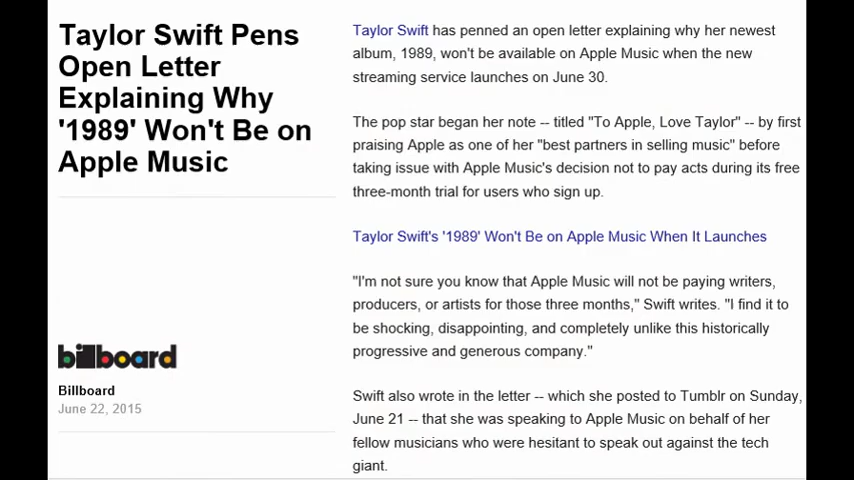 Taylor Swift Pens
Open Letter
Explaining Why
'1989' Won't Be on
Apple Music
billboard
Billboard
June 22, 2015
Taylor Swift has penned an open letter explaining why her newest
album, 1989, won't be available on Apple Music when the new
streaming service launches on June 30.
The pop star began her note -- titled "To Apple, Love Taylor" -- by first
praising Apple as one of her "best partners in selling music" before
taking issue with Apple Music's decision not to pay acts during its free
three-month trial for users who sign up.
Taylor Swift's '1989' Won't Be on Apple Music When It Launches
"I'm not sure you know that Apple Music will not be paying writers,
producers, or artists for those three months," Swift writes. "I find it to
be shocking, disappointing, and completely unlike this historically
progressive and generous company."
Swift also wrote in the letter -- which she posted to Tumblr on Sunday,
June 21 -- that she was speaking to Apple Music on behalf of her
fellow musicians who were hesitant to speak out against the tech
giant.